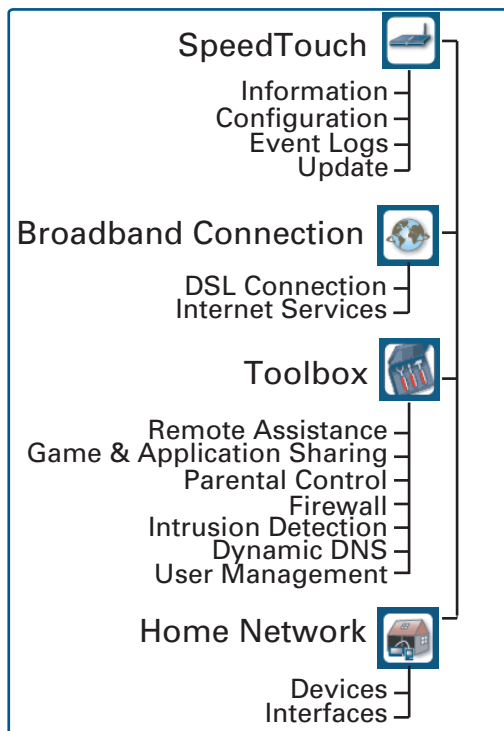 SpeedTouch
Information
Configuration
Event Logs
Update
Broadband Connection
DSL Connection
Internet Services
Toolbox
Remote Assistance
Game & Application Sharing
Parental Control
Firewall
Intrusion Detection
Dynamic DNS
User Management
Home Network
Devices
Interfaces